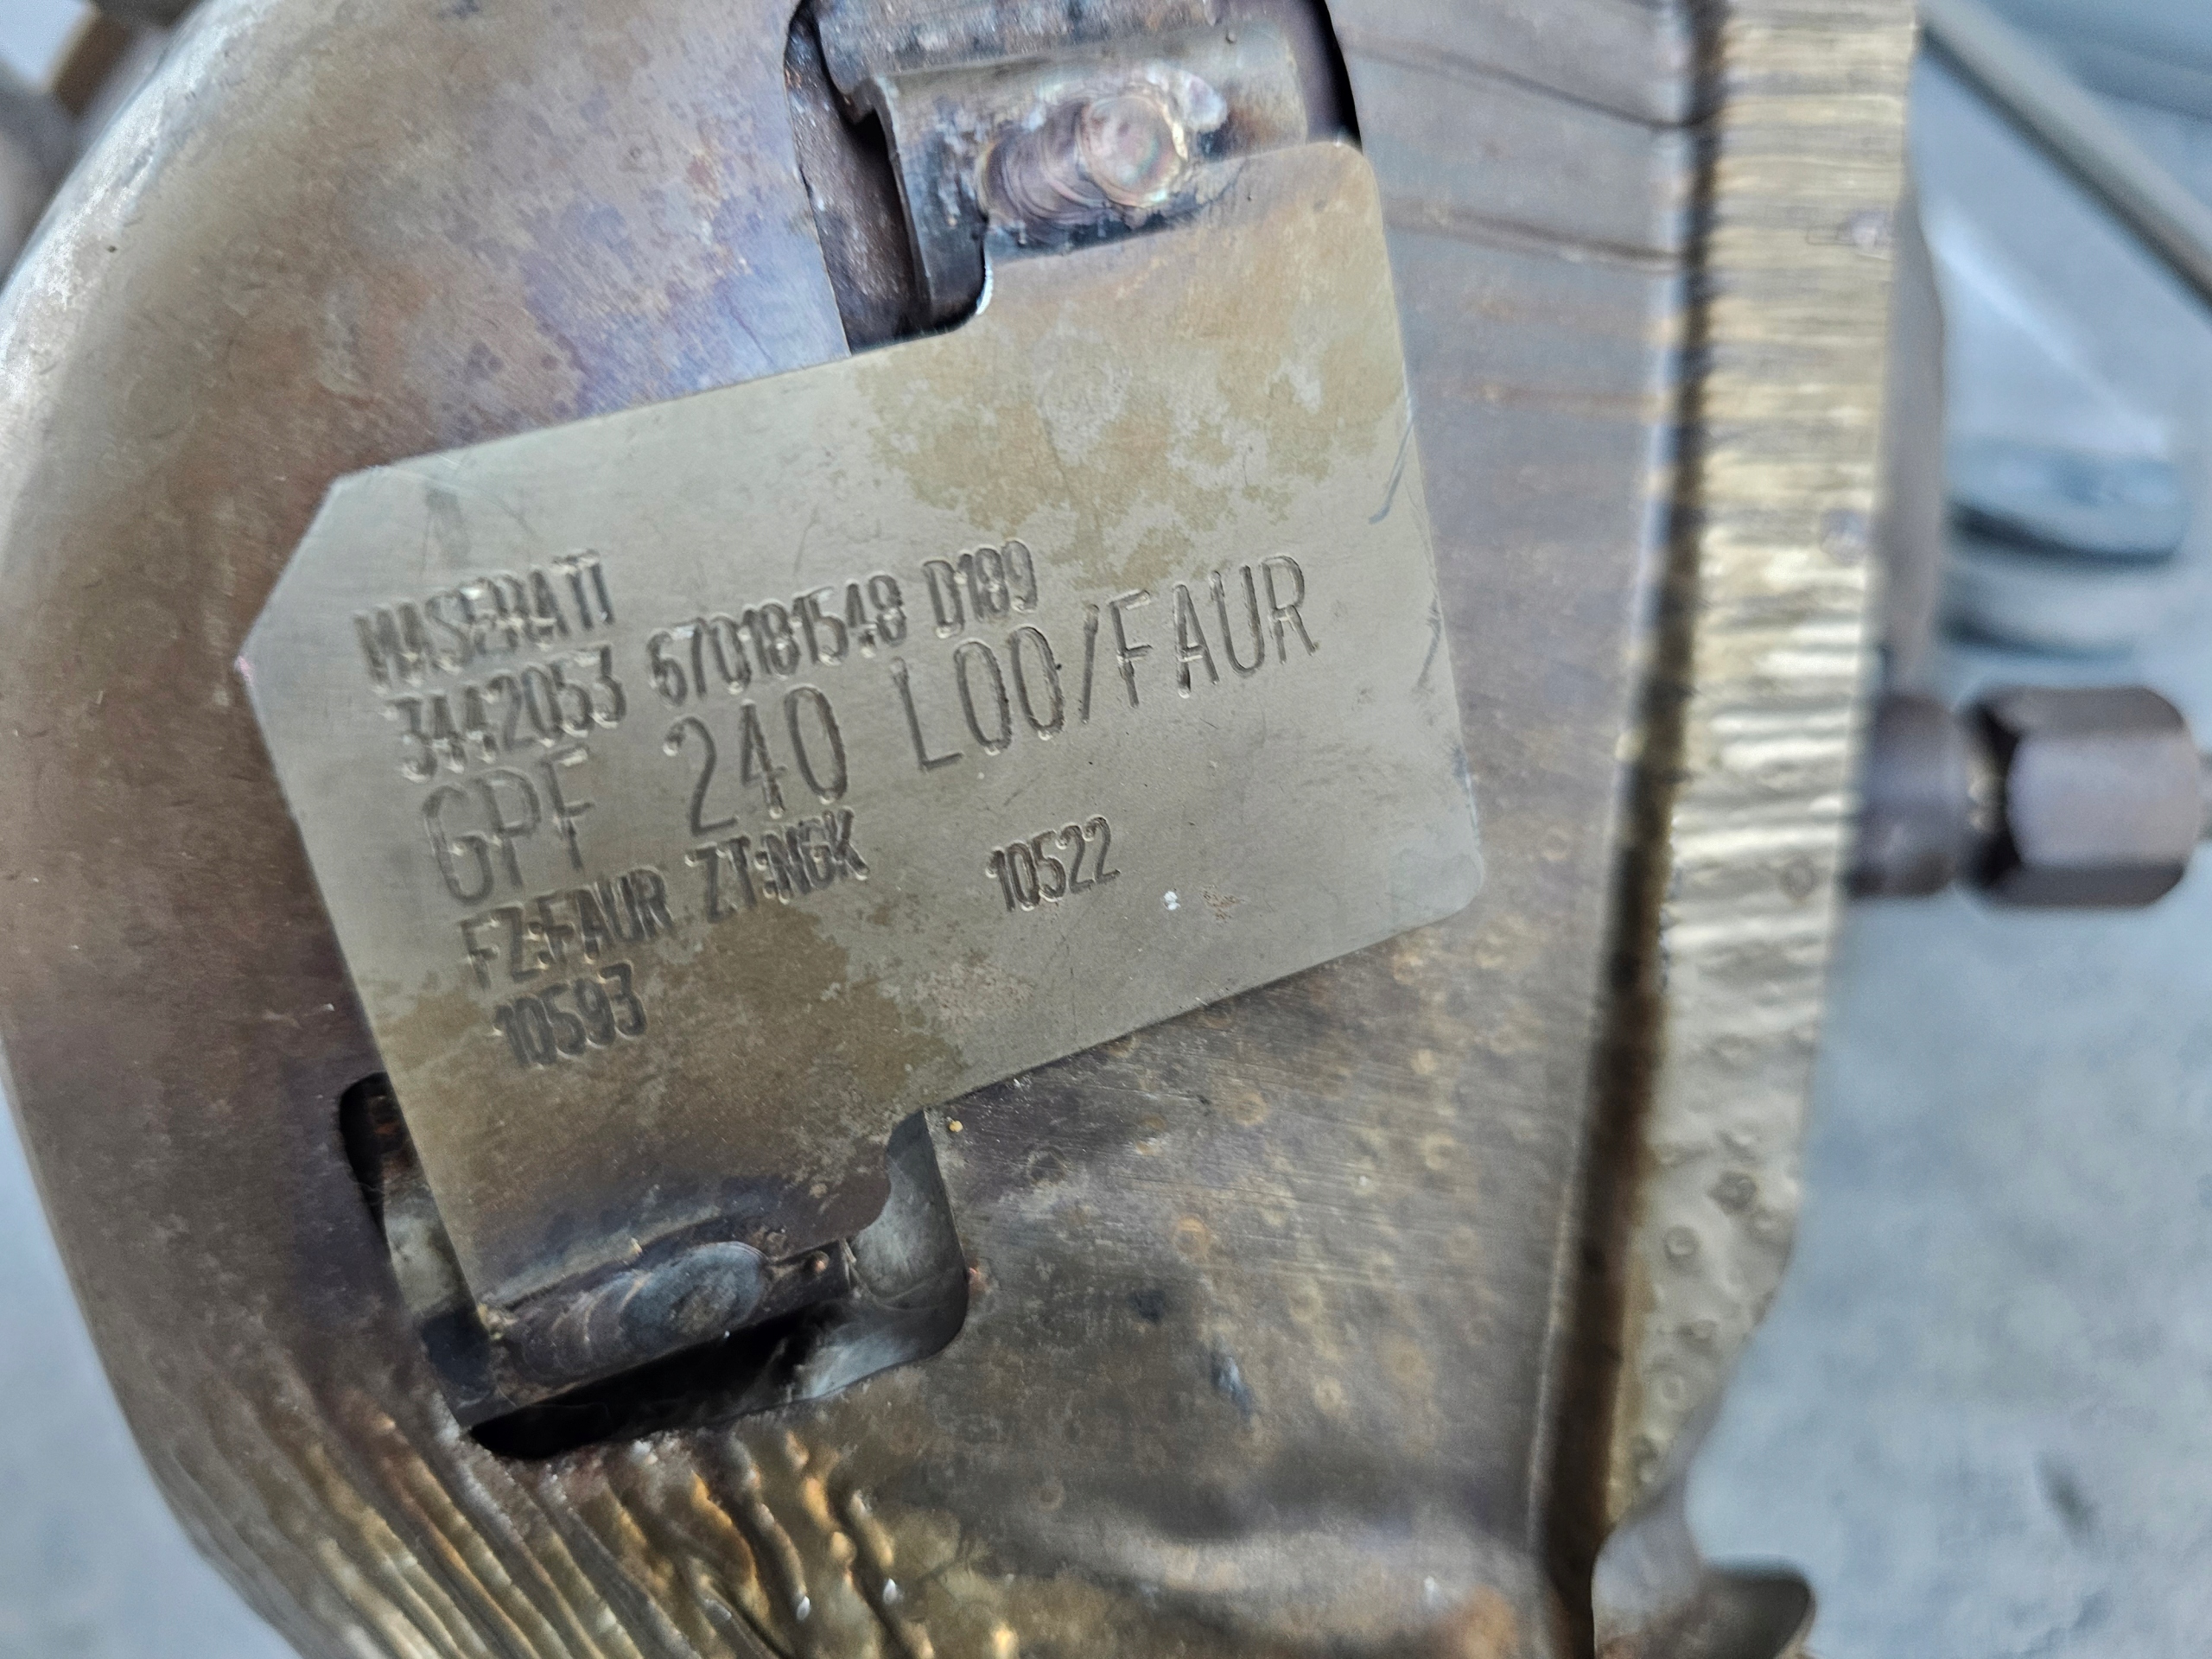 MASERATI
3442053 670181548 D189
GPF 240 L00/FAUR
FZ:FAUR ZT:NGK 10522
10593